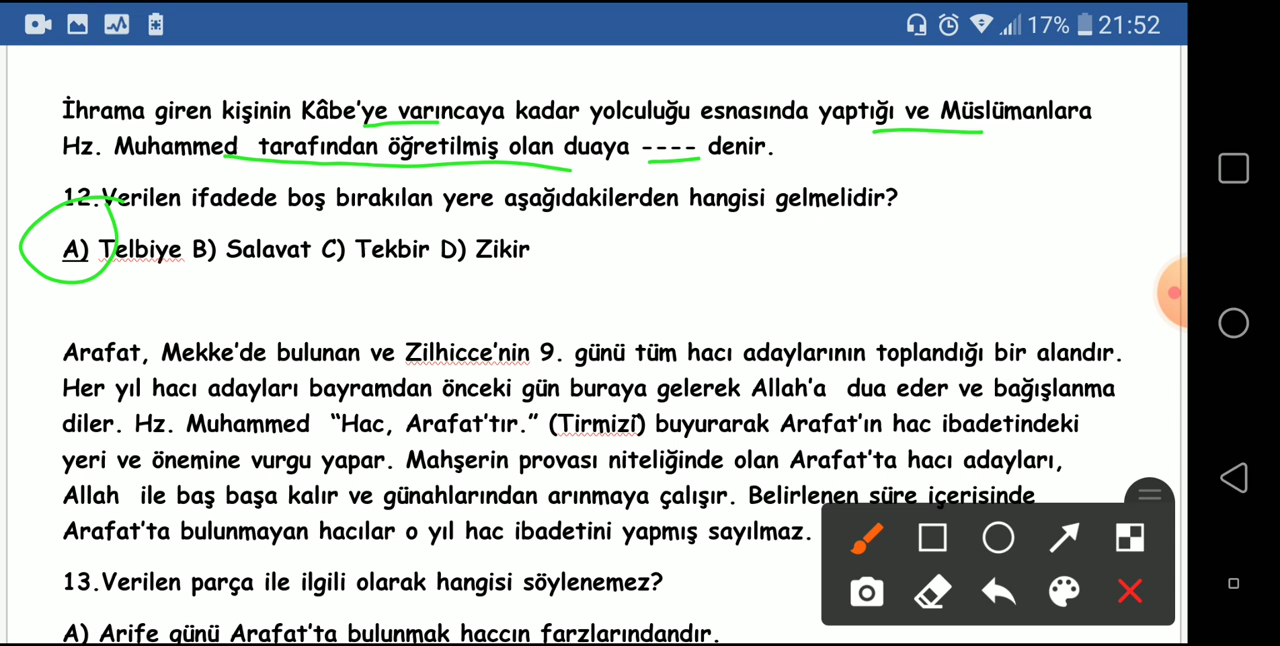 17% 21:52
İhrama giren kişinin Kâbe'ye varıncaya kadar yolculuğu esnasında yaptığı ve Müslümanlara
Hz. Muhammed tarafından öğretilmiş olan duaya ---- denir.
12.Verilen ifadede boş bırakılan yere aşağıdakilerden hangisi gelmelidir?
A) Telbiye B) Salavat C) Tekbir D) Zikir
Arafat, Mekke'de bulunan ve Zilhicce'nin 9. günü tüm hacı adaylarının toplandığı bir alandır.
Her yıl hacı adayları bayramdan önceki gün buraya gelerek Allah'a dua eder ve bağışlanma
diler. Hz. Muhammed “Hac, Arafat'tır.” (Tirmizî) buyurarak Arafat'ın hac ibadetindeki
yeri ve önemine vurgu yapar. Mahşerin provası niteliğinde olan Arafat'ta hacı adayları,
Allah ile baş başa kalır ve günahlarından arınmaya çalışır. Belirlenen süre içerisinde
Arafat'ta bulunmayan hacılar o yıl hac ibadetini yapmış sayılmaz.
13.Verilen parça ile ilgili olarak hangisi söylenemez?
A) Arife günü Arafat'ta bulunmak haccın farzlarındandır.